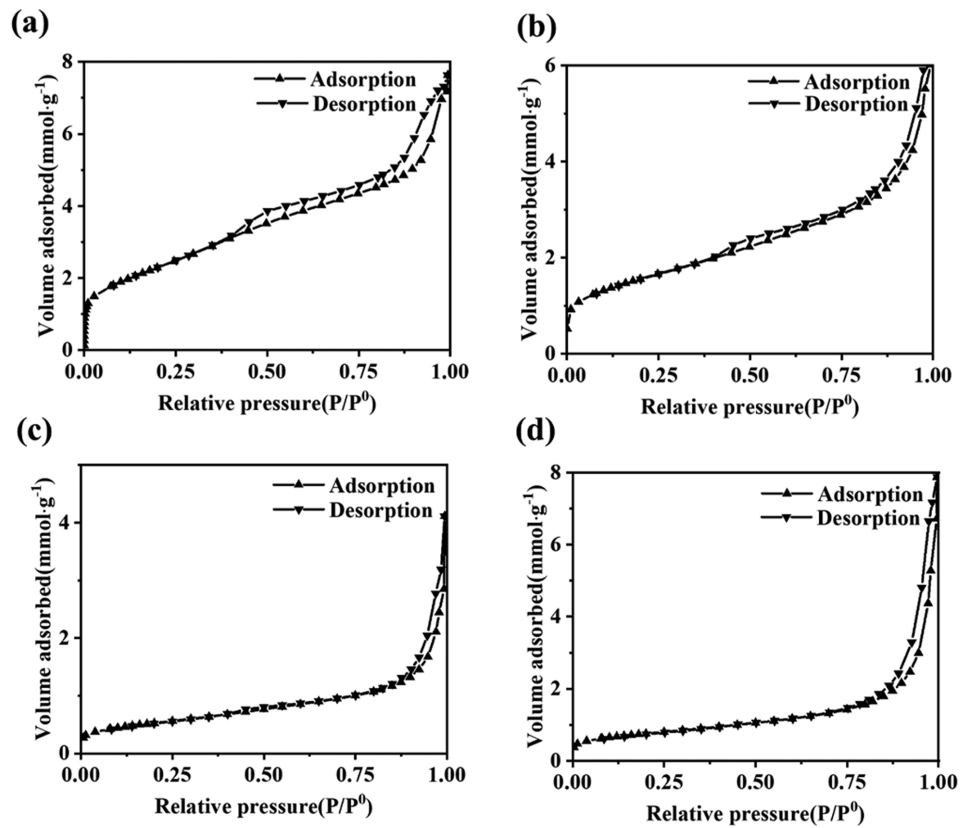 (a)
Volume adsorbed(mmol·g⁻¹)
8
6
4
2
0
Adsorption
Desorption
0.00 0.25 0.50 0.75 1.00
Relative pressure(P/P⁰)
(b)
Volume adsorbed(mmol·g⁻¹)
6
4
2
0
Adsorption
Desorption
0.00 0.25 0.50 0.75 1.00
Relative pressure(P/P⁰)
(c)
Volume adsorbed(mmol·g⁻¹)
4
2
0
Adsorption
Desorption
0.00 0.25 0.50 0.75 1.00
Relative pressure(P/P⁰)
(d)
Volume adsorbed(mmol·g⁻¹)
8
6
4
2
0
Adsorption
Desorption
0.00 0.25 0.50 0.75 1.00
Relative pressure(P/P⁰)